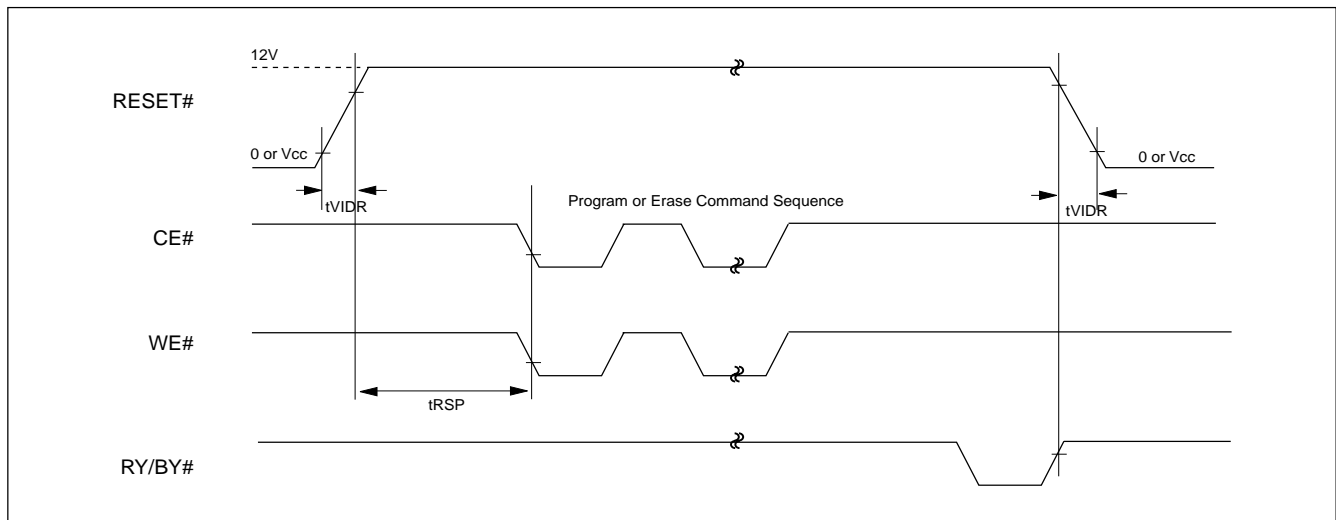 12V
RESET#
0 or Vcc
0 or Vcc
tVIDR
tVIDR
Program or Erase Command Sequence
CE#
WE#
tRSP
RY/BY#